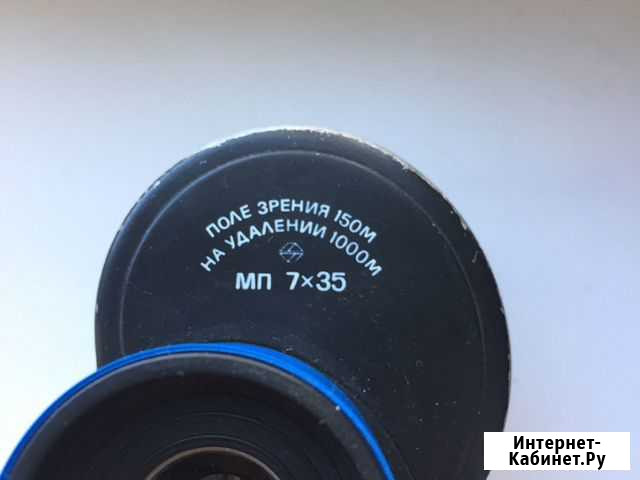 ПОЛЕ ЗРЕНИЯ 150М
НА УДАЛЕНИИ 1000М
МП 7×35
Интернет-
Кабинет.Ру